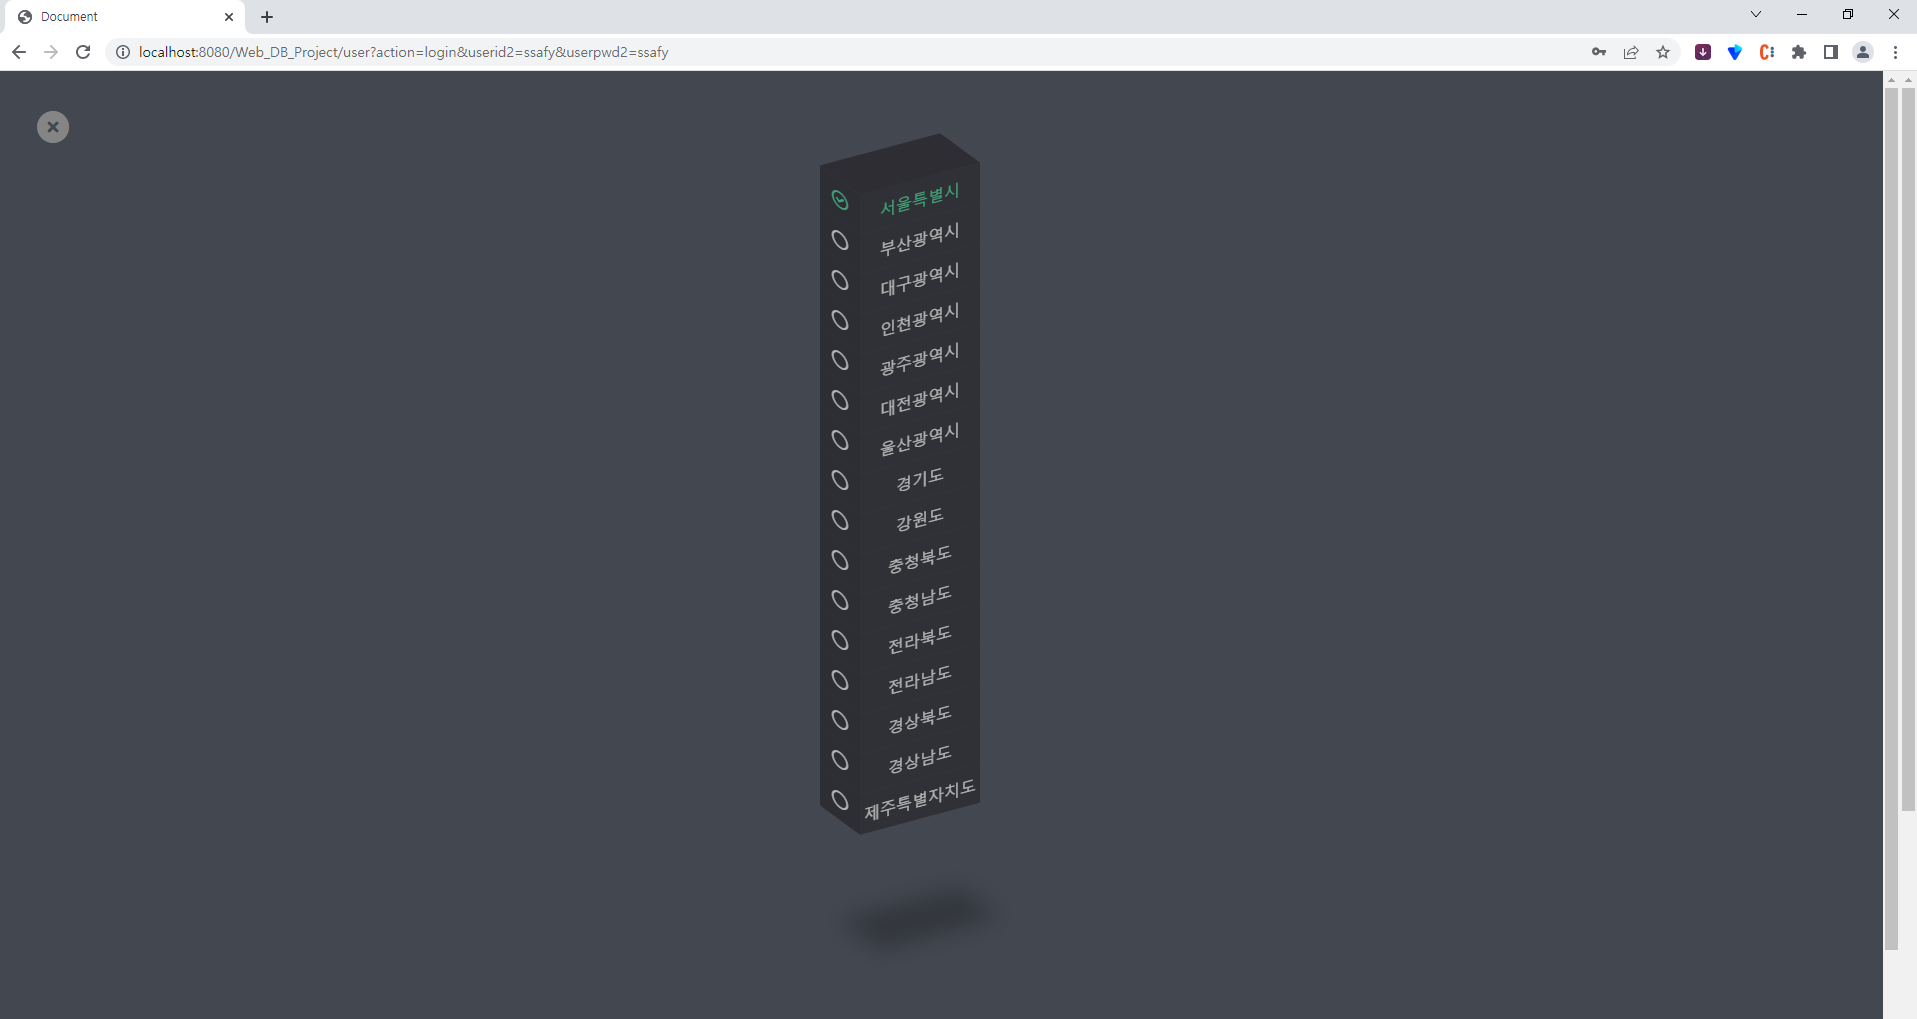 Document
localhost:8080/Web_DB_Project/user?action=login&userid2=ssafy&userpwd2=ssafy
서울특별시
부산광역시
대구광역시
인천광역시
광주광역시
대전광역시
울산광역시
경기도
강원도
충청북도
충청남도
전라북도
전라남도
경상북도
경상남도
제주특별자치도